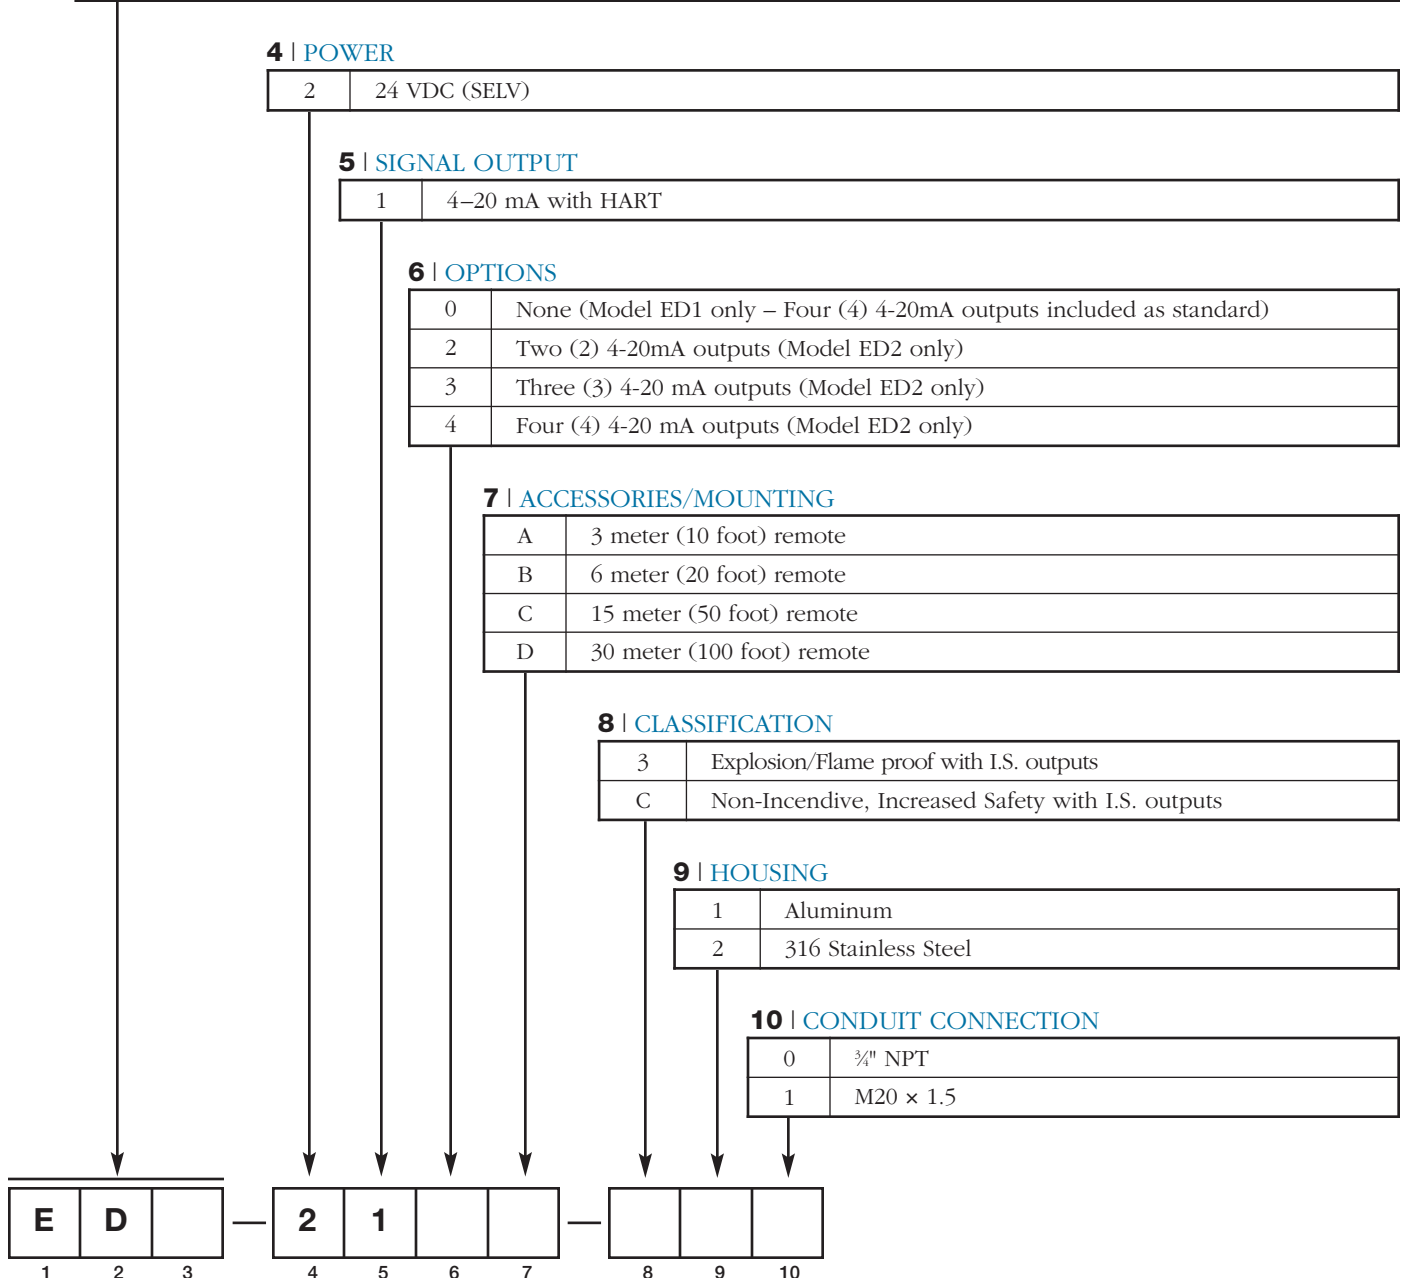 4 | POWER
2 24 VDC (SELV)
5 | SIGNAL OUTPUT
1 4–20 mA with HART
6 | OPTIONS
0 None (Model ED1 only – Four (4) 4-20mA outputs included as standard)
2 Two (2) 4-20mA outputs (Model ED2 only)
3 Three (3) 4-20 mA outputs (Model ED2 only)
4 Four (4) 4-20 mA outputs (Model ED2 only)
7 | ACCESSORIES/MOUNTING
A 3 meter (10 foot) remote
B 6 meter (20 foot) remote
C 15 meter (50 foot) remote
D 30 meter (100 foot) remote
8 | CLASSIFICATION
3 Explosion/Flame proof with I.S. outputs
C Non-Incendive, Increased Safety with I.S. outputs
9 | HOUSING
1 Aluminum
2 316 Stainless Steel
10 | CONDUIT CONNECTION
0 ¾" NPT
1 M20 × 1.5
E D — 2 1 —
1 2 3 4 5 6 7 8 9 10